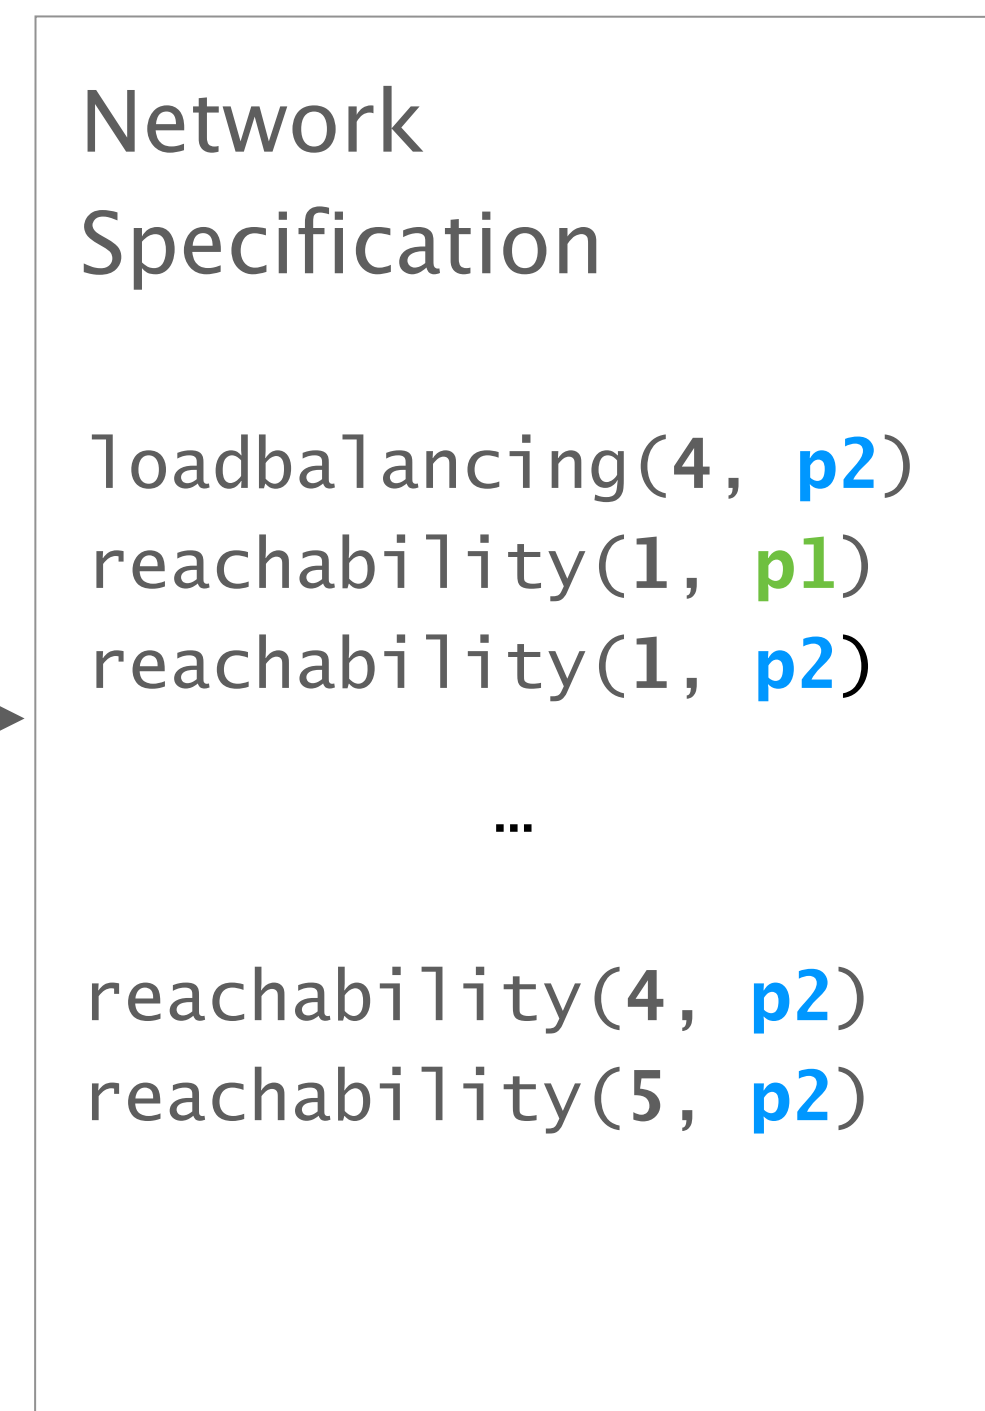 Network
Specification
loadbalancing(4, p2)
reachability(1, p1)
reachability(1, p2)
…
reachability(4, p2)
reachability(5, p2)